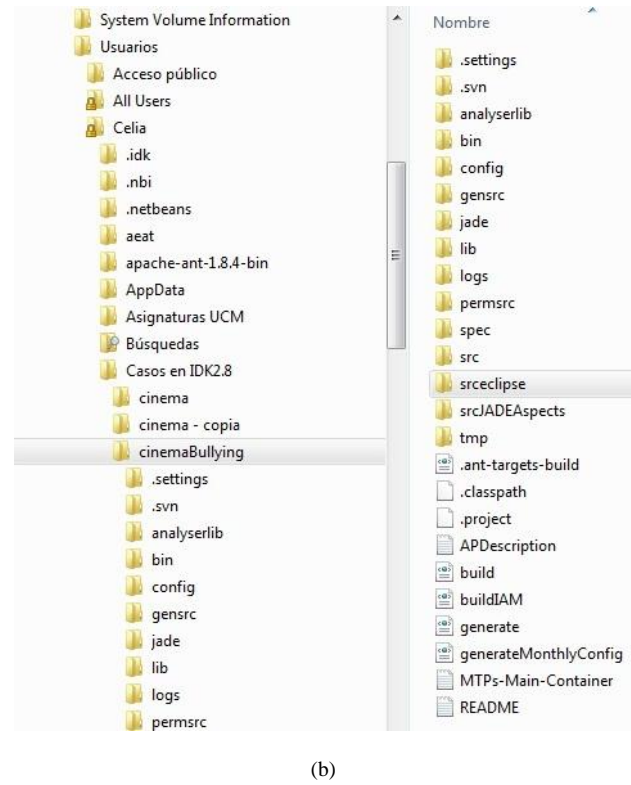 System Volume Information
Usuarios
Acceso público
All Users
Celia
.idk
.nbi
.netbeans
aeat
apache-ant-1.8.4-bin
AppData
Asignaturas UCM
Búsquedas
Casos en IDK2.8
cinema
cinema - copia
cinemaBullying
.settings
.svn
analyserlib
bin
config
gensrc
jade
lib
logs
permsrc
Nombre
.settings
.svn
analyserlib
bin
config
gensrc
jade
lib
logs
permsrc
spec
src
srceclipse
srcJADEAspects
tmp
.ant-targets-build
.classpath
.project
APDescription
build
buildIAM
generate
generateMonthlyConfig
MTPs-Main-Container
README
(b)